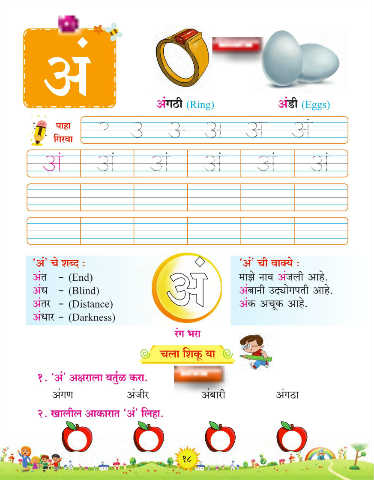 अं
अंगठी (Ring)
अंडी (Eggs)
पाहा
गिरवा
अं अं अं अं अं अं
'अं' चे शब्द :
अंत – (End)
अंध – (Blind)
अंतर – (Distance)
अंधार – (Darkness)
अं
रंग भरा
'अं' ची वाक्ये :
माझे नाव अंजली आहे.
अंबानी उद्योगपती आहे.
अंक अचूक आहे.
चला शिकू या
१. 'अं' अक्षराला वर्तुळ करा.
अंगण अंजीर अंबारी अंगठा
२. खालील आकारात 'अं' लिहा.
१८